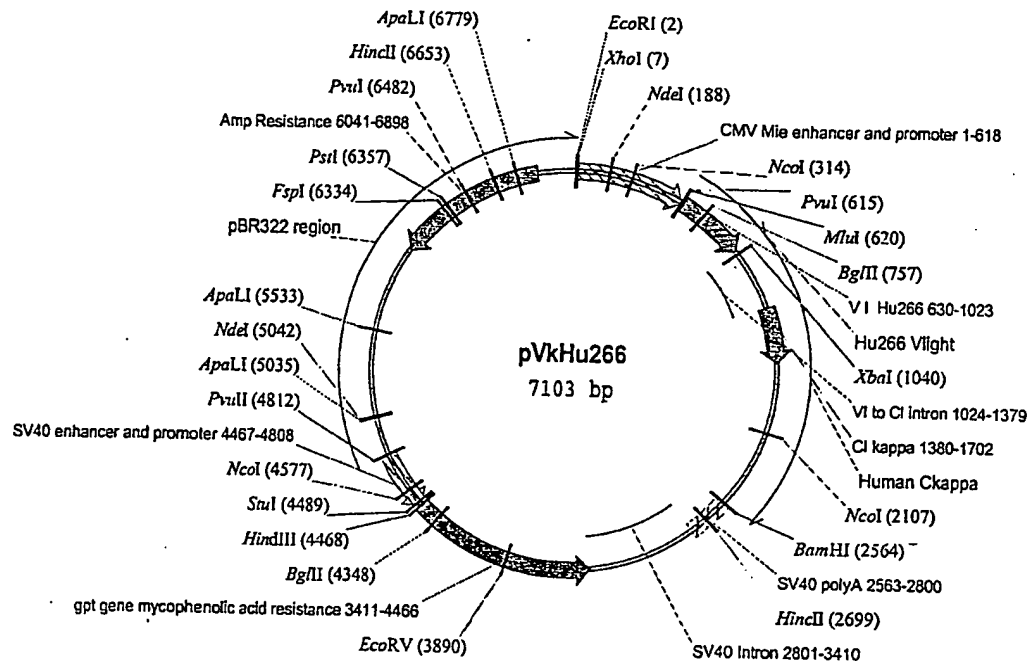 ApaLI (6779)
HincII (6653)
PvuI (6482)
Amp Resistance 6041-6898
PstI (6357)
FspI (6334)
pBR322 region
ApaLI (5533)
NdeI (5042)
ApaLI (5035)
PvuII (4812)
SV40 enhancer and promoter 4467-4808
NcoI (4577)
StuI (4489)
HindIII (4468)
BglII (4348)
gpt gene mycophenolic acid resistance 3411-4466
EcoRV (3890)
pVkHu266
7103 bp
EcoRI (2)
XhoI (7)
NdeI (188)
CMV Mie enhancer and promoter 1-618
NcoI (314)
PvuI (615)
MluI (620)
BglII (757)
V l Hu266 630-1023
Hu266 Vlight
XbaI (1040)
Vl to Cl intron 1024-1379
Cl kappa 1380-1702
Human Ckappa
NcoI (2107)
BamHI (2564)
SV40 polyA 2563-2800
HincII (2699)
SV40 Intron 2801-3410